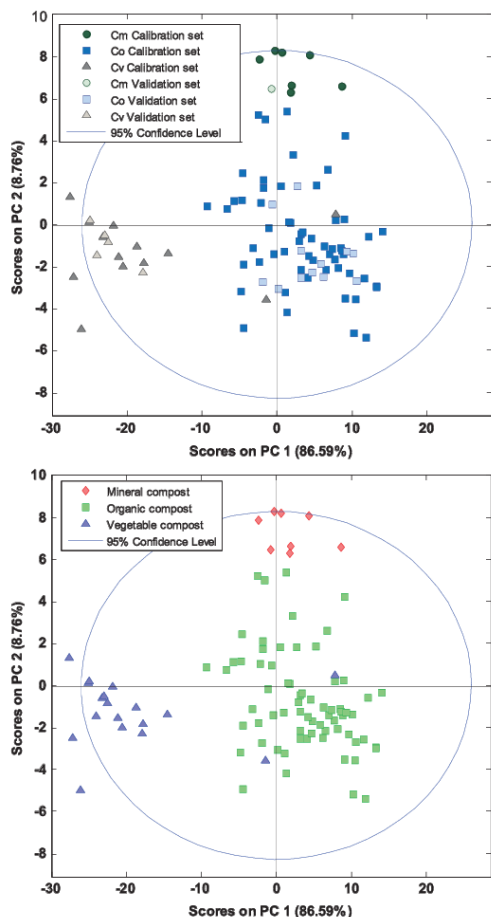 10
8
6
4
2
0
-2
-4
-6
-8
Cm Calibration set
Co Calibration set
Cv Calibration set
Cm Validation set
Co Validation set
Cv Validation set
95% Confidence Level
Scores on PC 2 (8.76%)
-30 -20 -10 0 10 20
Scores on PC 1 (86.59%)
10
8
6
4
2
0
-2
-4
-6
-8
Mineral compost
Organic compost
Vegetable compost
95% Confidence Level
Scores on PC 2 (8.76%)
-30 -20 -10 0 10 20
Scores on PC 1 (86.59%)